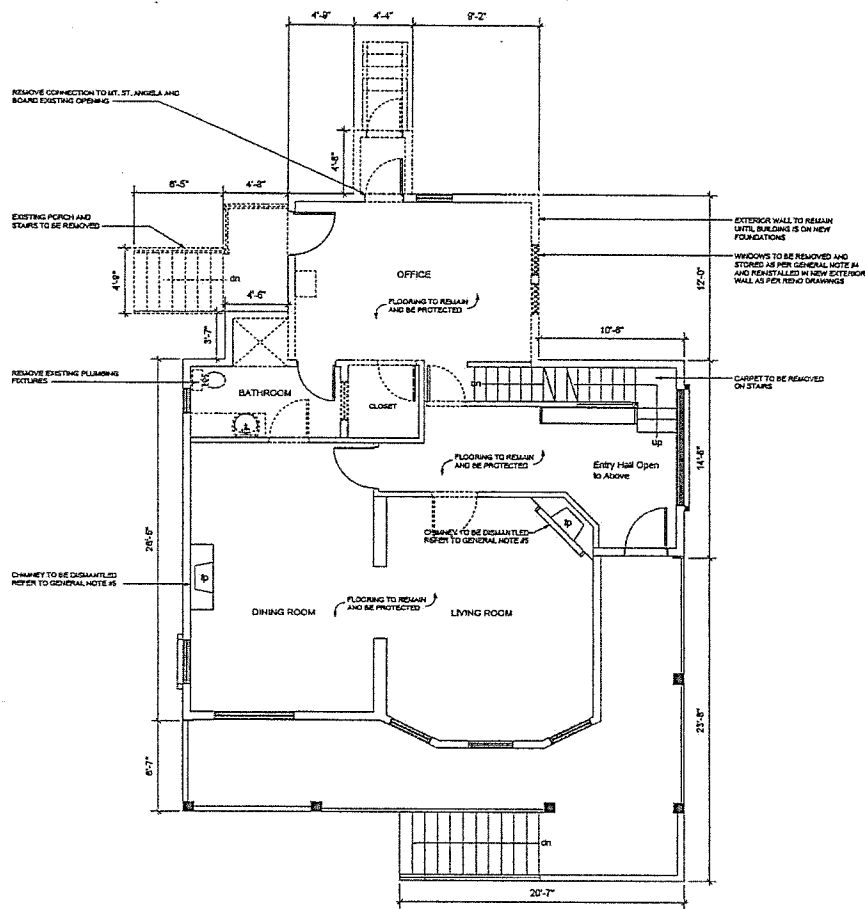 4'-9"
4'-4"
9'-2"
REMOVE CONNECTION TO MT. ST. ANGELA AND
BOARD EXISTING OPENING
4'-8"
6'-5"
4'-8"
EXISTING PORCH AND
STAIRS TO BE REMOVED
4'-9"
dn
4'-6"
3'-7"
OFFICE
FLOORING TO REMAIN
AND BE PROTECTED
EXTERIOR WALL TO REMAIN
UNTIL BUILDING IS ON NEW
FOUNDATIONS
WINDOWS TO BE REMOVED AND
STORED AS PER GENERAL NOTE #4
AND REINSTALLED IN NEW EXTERIOR
WALL AS PER RENO DRAWINGS
12'-0"
10'-6"
REMOVE EXISTING PLUMBING
FIXTURES
BATHROOM
CLOSET
dn
CARPET TO BE REMOVED
ON STAIRS
up
FLOORING TO REMAIN
AND BE PROTECTED
Entry Hall Open
to Above
14'-8"
CHIMNEY TO BE DISMANTLED
REFER TO GENERAL NOTE #5
fp
26'-6"
CHIMNEY TO BE DISMANTLED
REFER TO GENERAL NOTE #5
fp
DINING ROOM
FLOORING TO REMAIN
AND BE PROTECTED
LIVING ROOM
23'-8"
6'-7"
dn
20'-7"